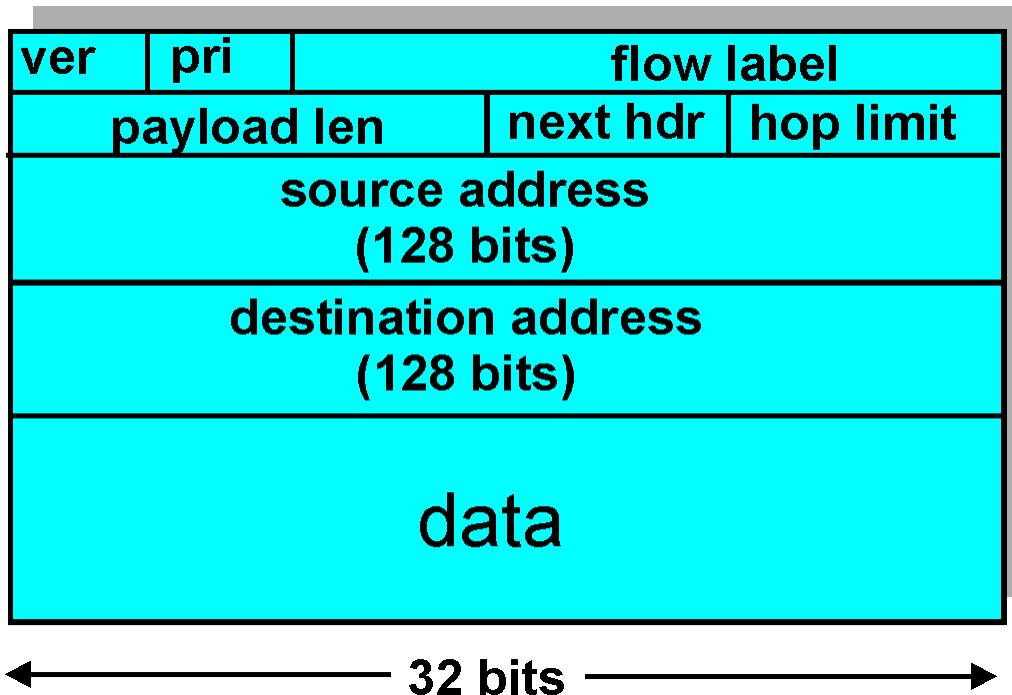 ver pri flow label
payload len next hdr hop limit
source address
(128 bits)
destination address
(128 bits)
data
32 bits